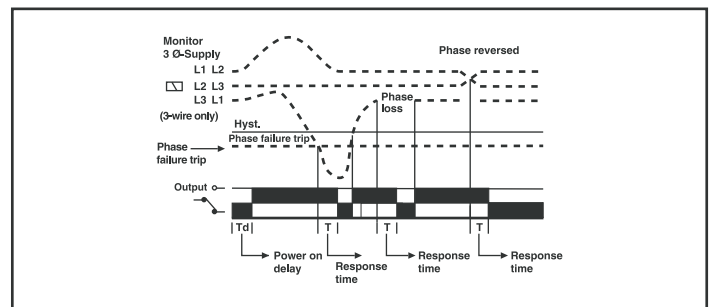 Monitor
3 Ø-Supply
L1 L2
L2 L3
L3 L1
(3-wire only)
Phase reversed
Phase
loss
Hyst.
Phase failure trip
Phase
failure trip
Output
Td
T
T
T
Power on
delay
Response
time
Response
time
Response
time